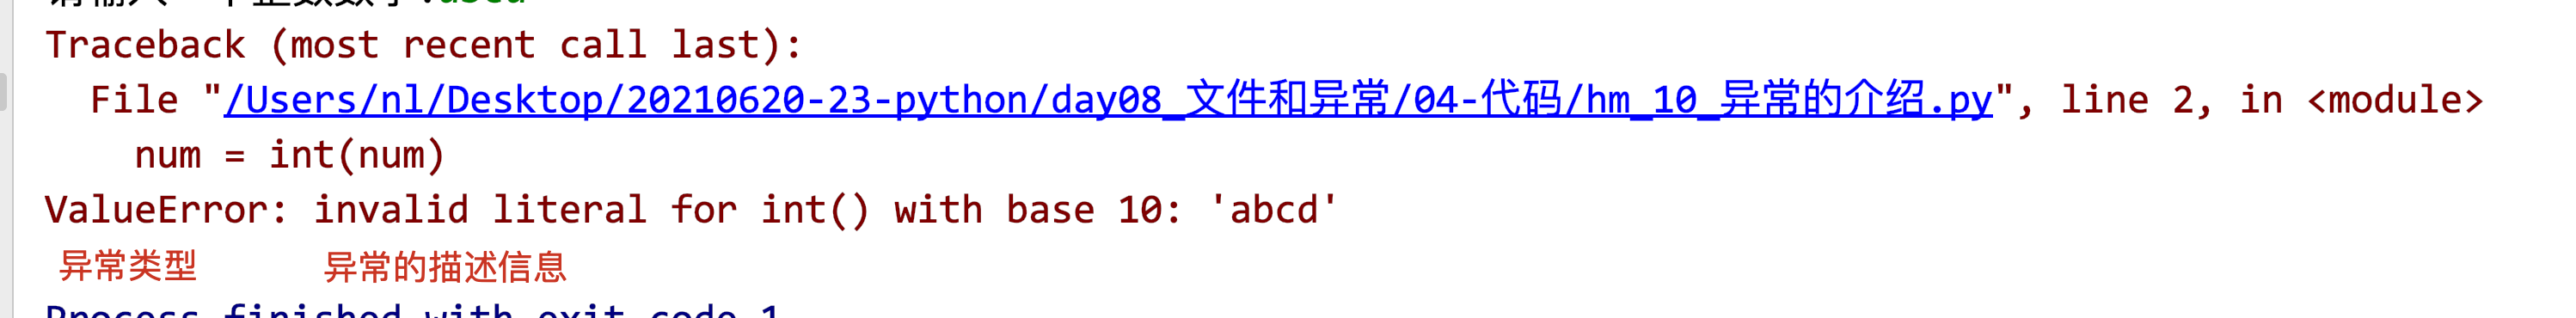 Traceback (most recent call last):
File "/Users/nl/Desktop/20210620-23-python/day08_文件和异常/04-代码/hm_10_异常的介绍.py", line 2, in <module>
num = int(num)
ValueError: invalid literal for int() with base 10: 'abcd'
异常类型 异常的描述信息
Process finished with exit code 1